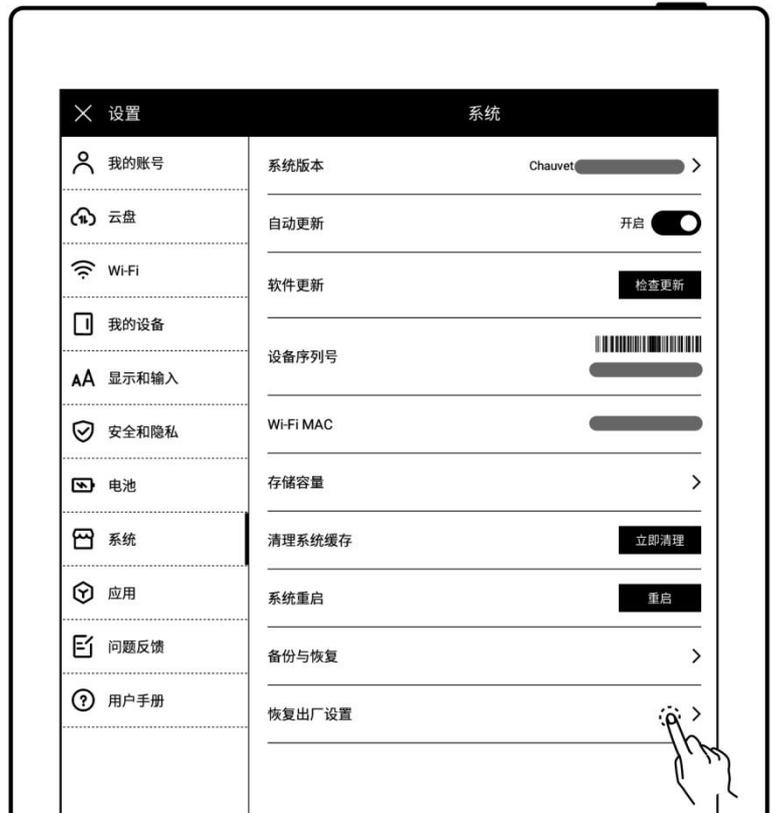 设置
系统
我的账号
云盘
Wi-Fi
我的设备
显示和输入
安全和隐私
电池
系统
应用
问题反馈
用户手册
系统版本 Chauvet
自动更新 开启
软件更新 检查更新
设备序列号
Wi-Fi MAC
存储容量
清理系统缓存 立即清理
系统重启 重启
备份与恢复
恢复出厂设置